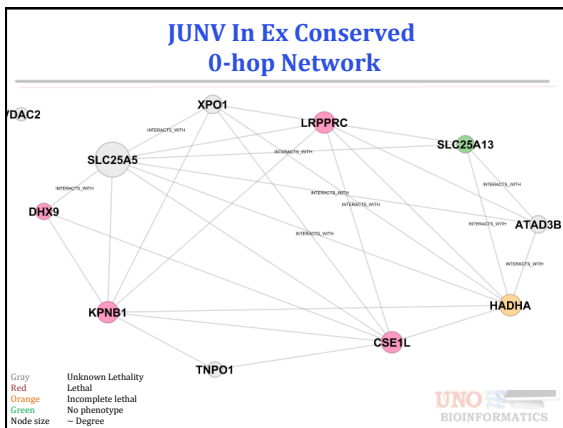 JUNV In Ex Conserved
0-hop Network
VDAC2
XPO1
LRPPRC
INTERACTS_WITH
SLC25A13
INTERACTS_WITH
SLC25A5
INTERACTS_WITH
INTERACTS_WITH
DHX9
INTERACTS_WITH
INTERACTS_WITH
ATAD3B
INTERACTS_WITH
INTERACTS_WITH
HADHA
KPNB1
CSE1L
TNPO1
Gray Unknown Lethality
Red Lethal
Orange Incomplete lethal
Green No phenotype
Node size ~ Degree
UNO
BIOINFORMATICS